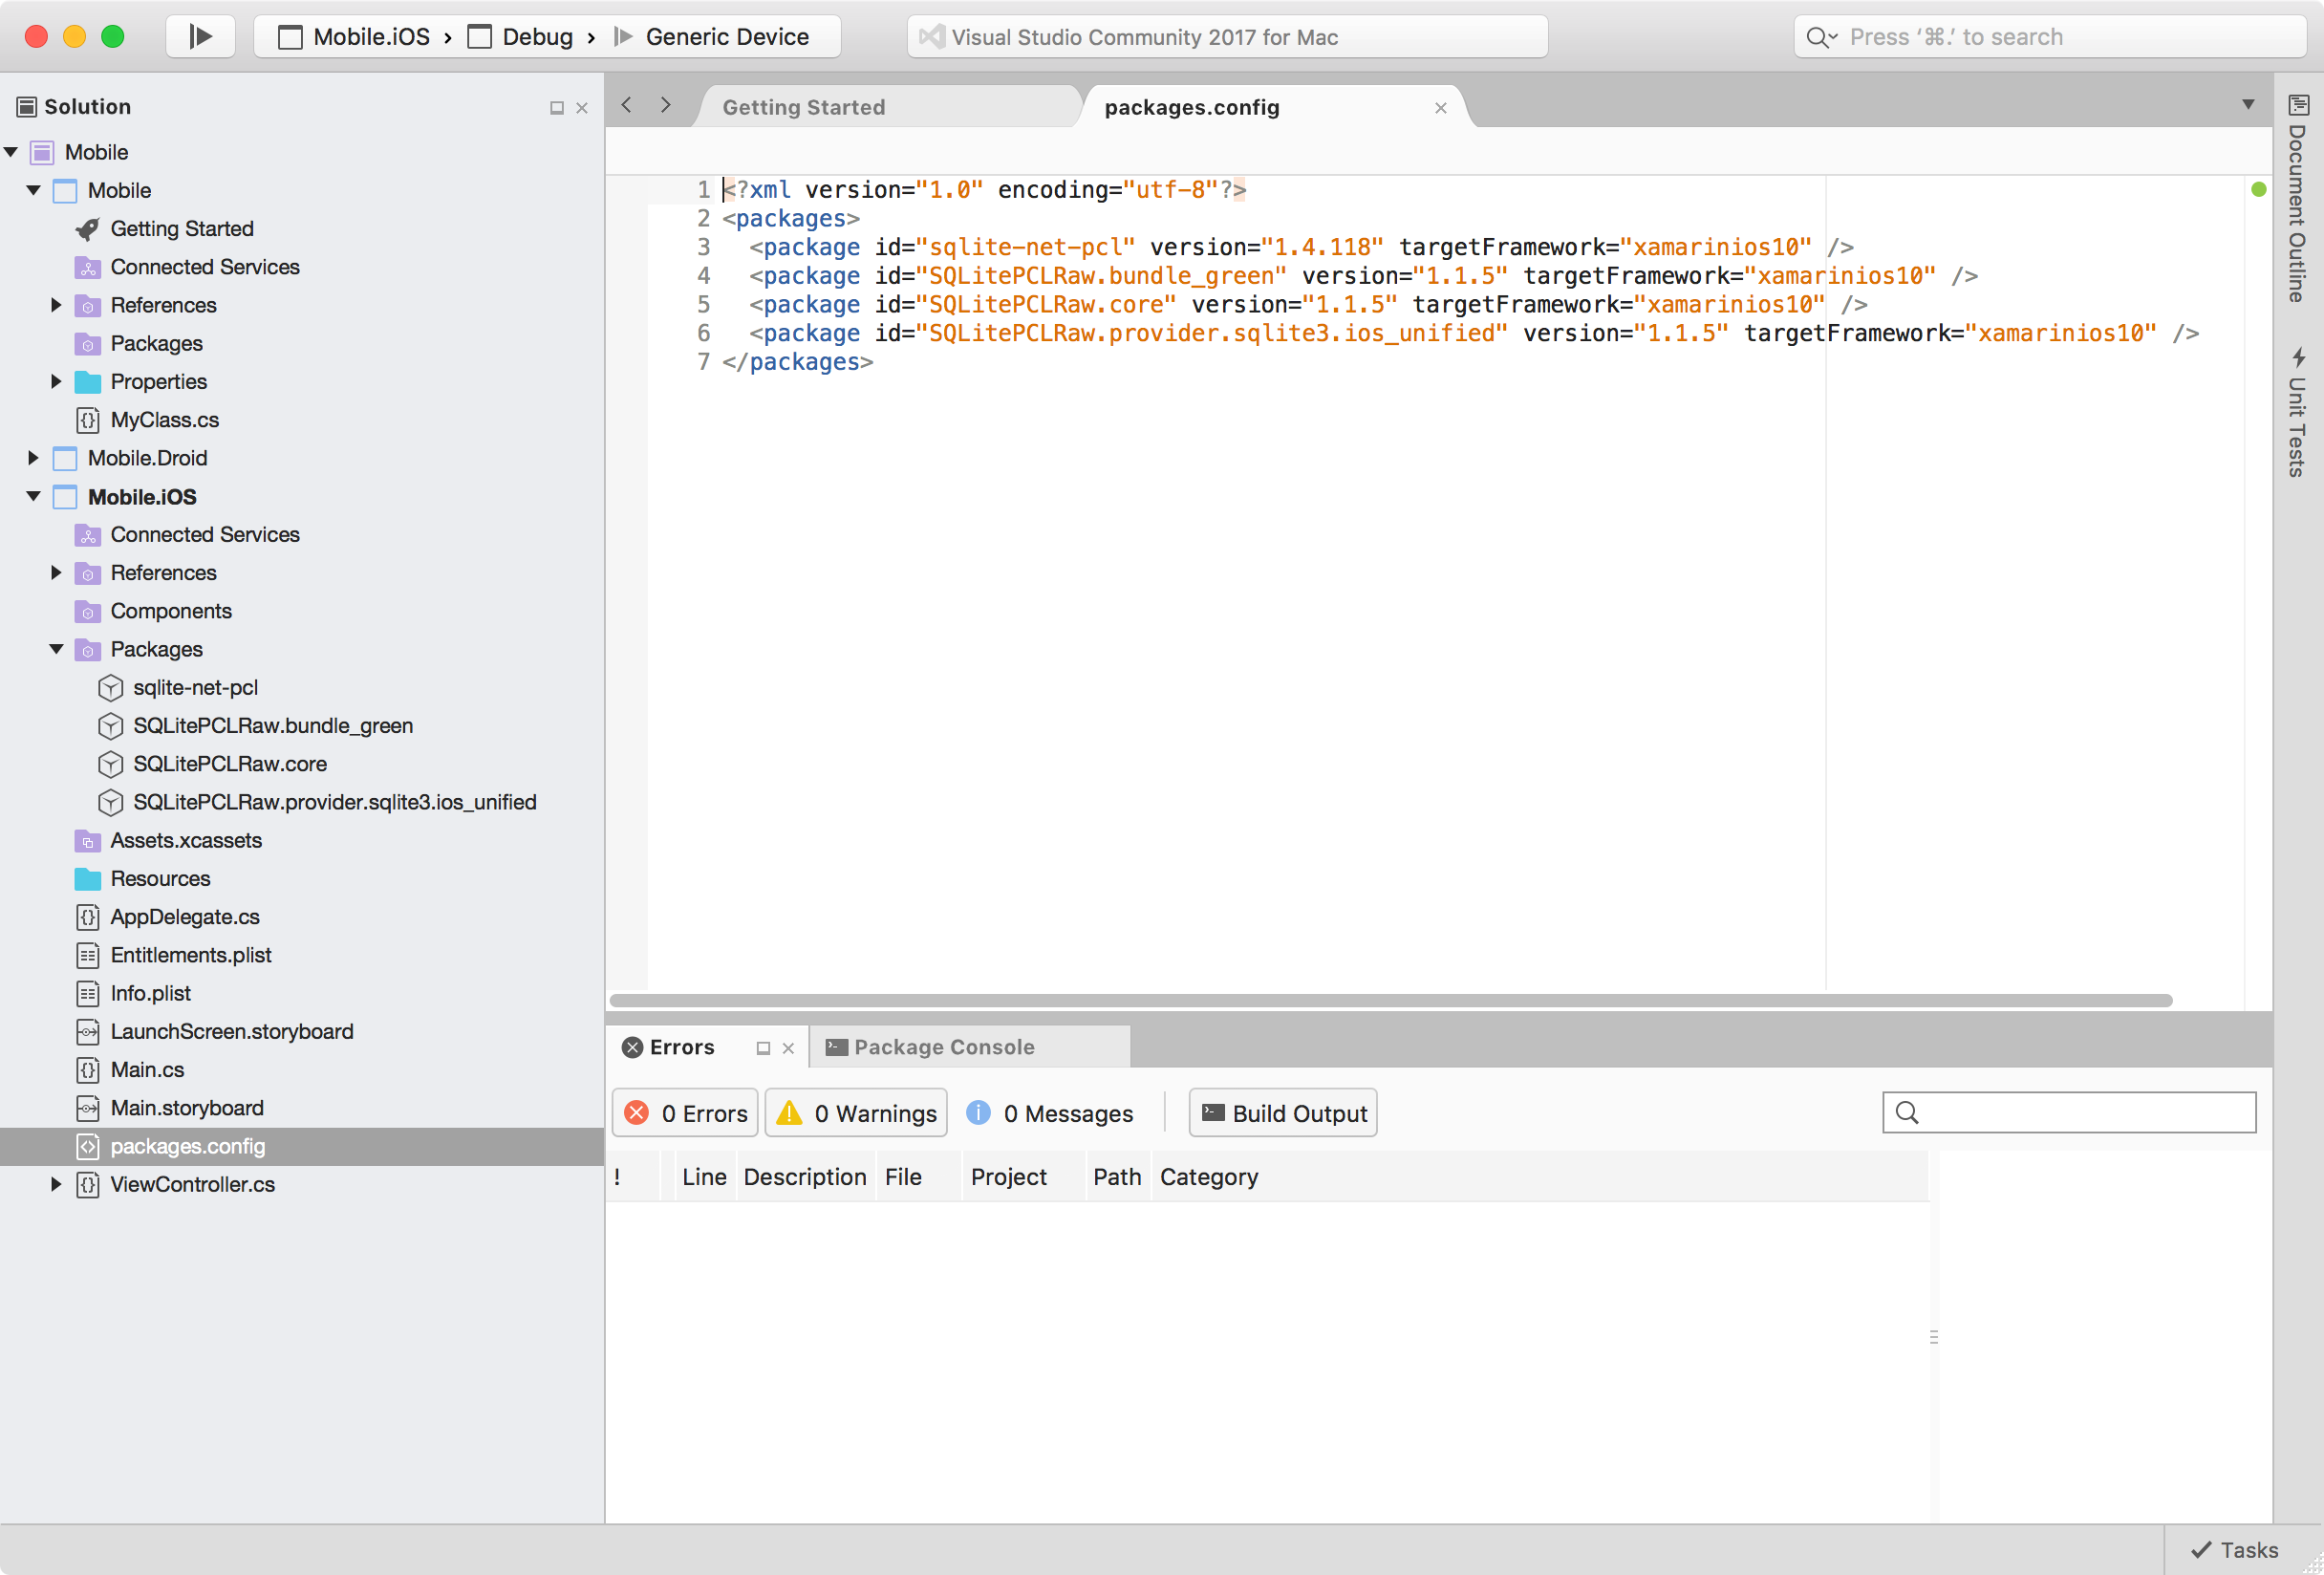 Mobile.iOS › Debug › Generic Device
Visual Studio Community 2017 for Mac
Press ‘⌘.’ to search
Solution
Mobile
Mobile
Getting Started
Connected Services
References
Packages
Properties
MyClass.cs
Mobile.Droid
Mobile.iOS
Connected Services
References
Components
Packages
sqlite-net-pcl
SQLitePCLRaw.bundle_green
SQLitePCLRaw.core
SQLitePCLRaw.provider.sqlite3.ios_unified
Assets.xcassets
Resources
AppDelegate.cs
Entitlements.plist
Info.plist
LaunchScreen.storyboard
Main.cs
Main.storyboard
packages.config
ViewController.cs
Getting Started
packages.config
1 <?xml version="1.0" encoding="utf-8"?>
2 <packages>
3 <package id="sqlite-net-pcl" version="1.4.118" targetFramework="xamarinios10" />
4 <package id="SQLitePCLRaw.bundle_green" version="1.1.5" targetFramework="xamarinios10" />
5 <package id="SQLitePCLRaw.core" version="1.1.5" targetFramework="xamarinios10" />
6 <package id="SQLitePCLRaw.provider.sqlite3.ios_unified" version="1.1.5" targetFramework="xamarinios10" />
7 </packages>
Document Outline
Unit Tests
Errors
Package Console
0 Errors
0 Warnings
0 Messages
Build Output
! Line Description File Project Path Category
Tasks